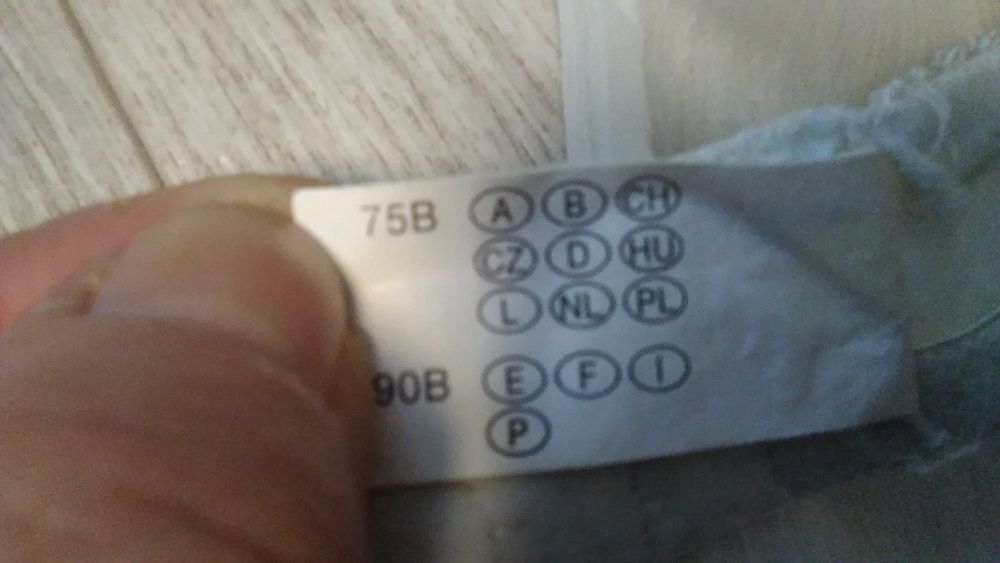 75B A B CH
CZ D HU
L NL PL
90B E F I
P